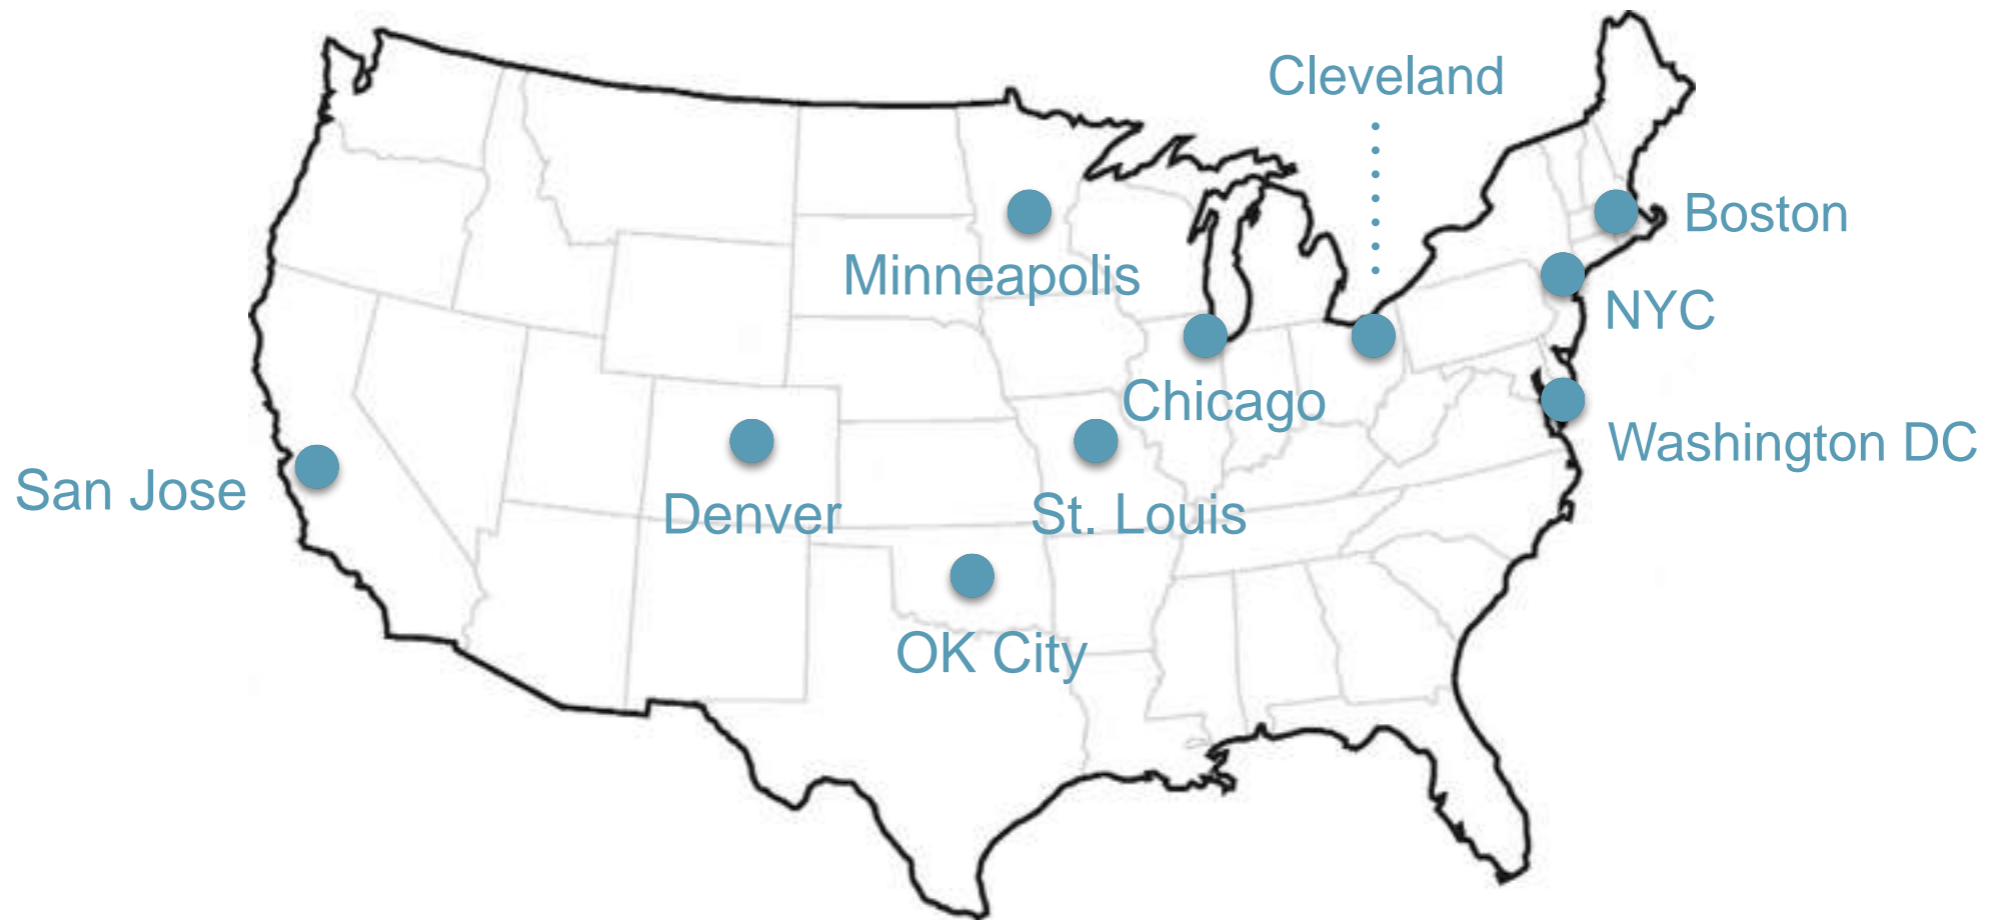 Cleveland
Boston
Minneapolis
NYC
Chicago
Washington DC
San Jose
Denver
St. Louis
OK City